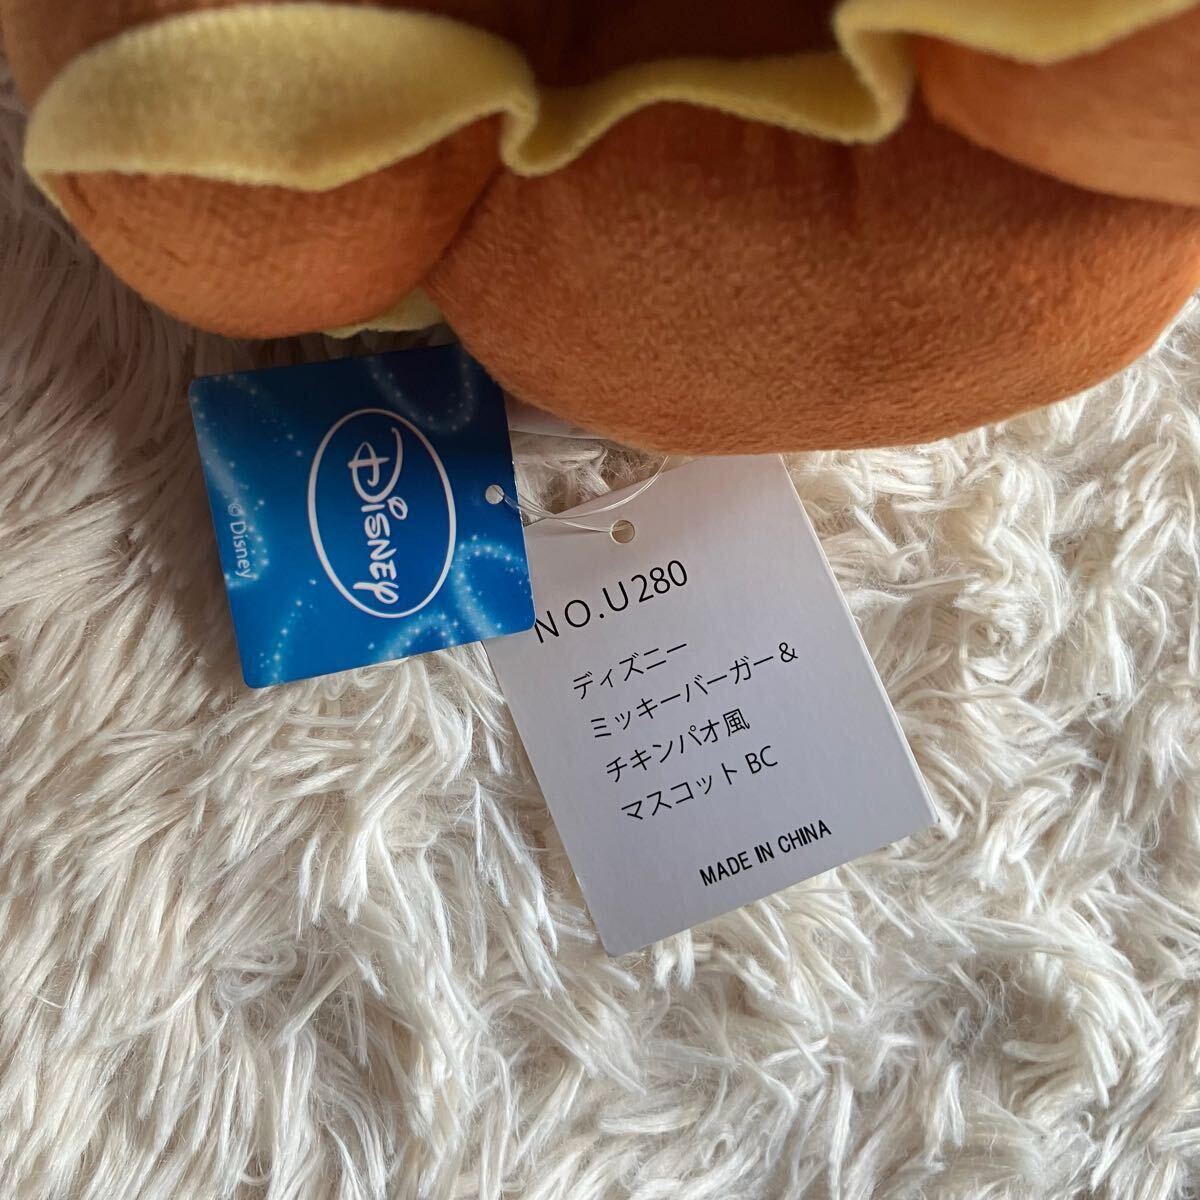 DISNEY
© Disney
NO.U280
ディズニー
ミッキーバーガー＆
チキンパオ風
マスコット BC
MADE IN CHINA